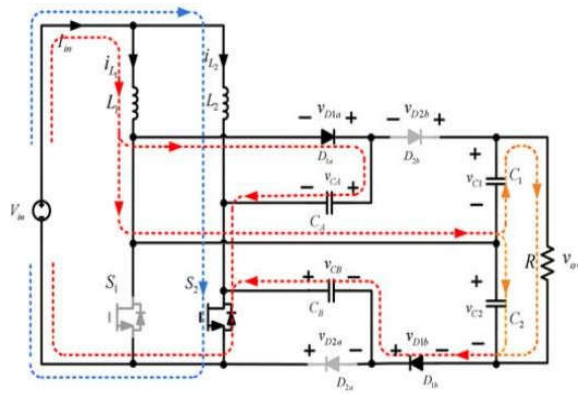 I_in
i_L1
i_L2
L_1
L_2
− v_D1a +
− v_D2b +
D_1a
D_2b
− v_CA +
C_A
+
v_C1
C_1
−
V_in
S_1
S_2
+ v_CB −
C_B
+
v_C2
C_2
−
R
v_o
+ v_D2a −
+ v_D1b −
D_2a
D_1b